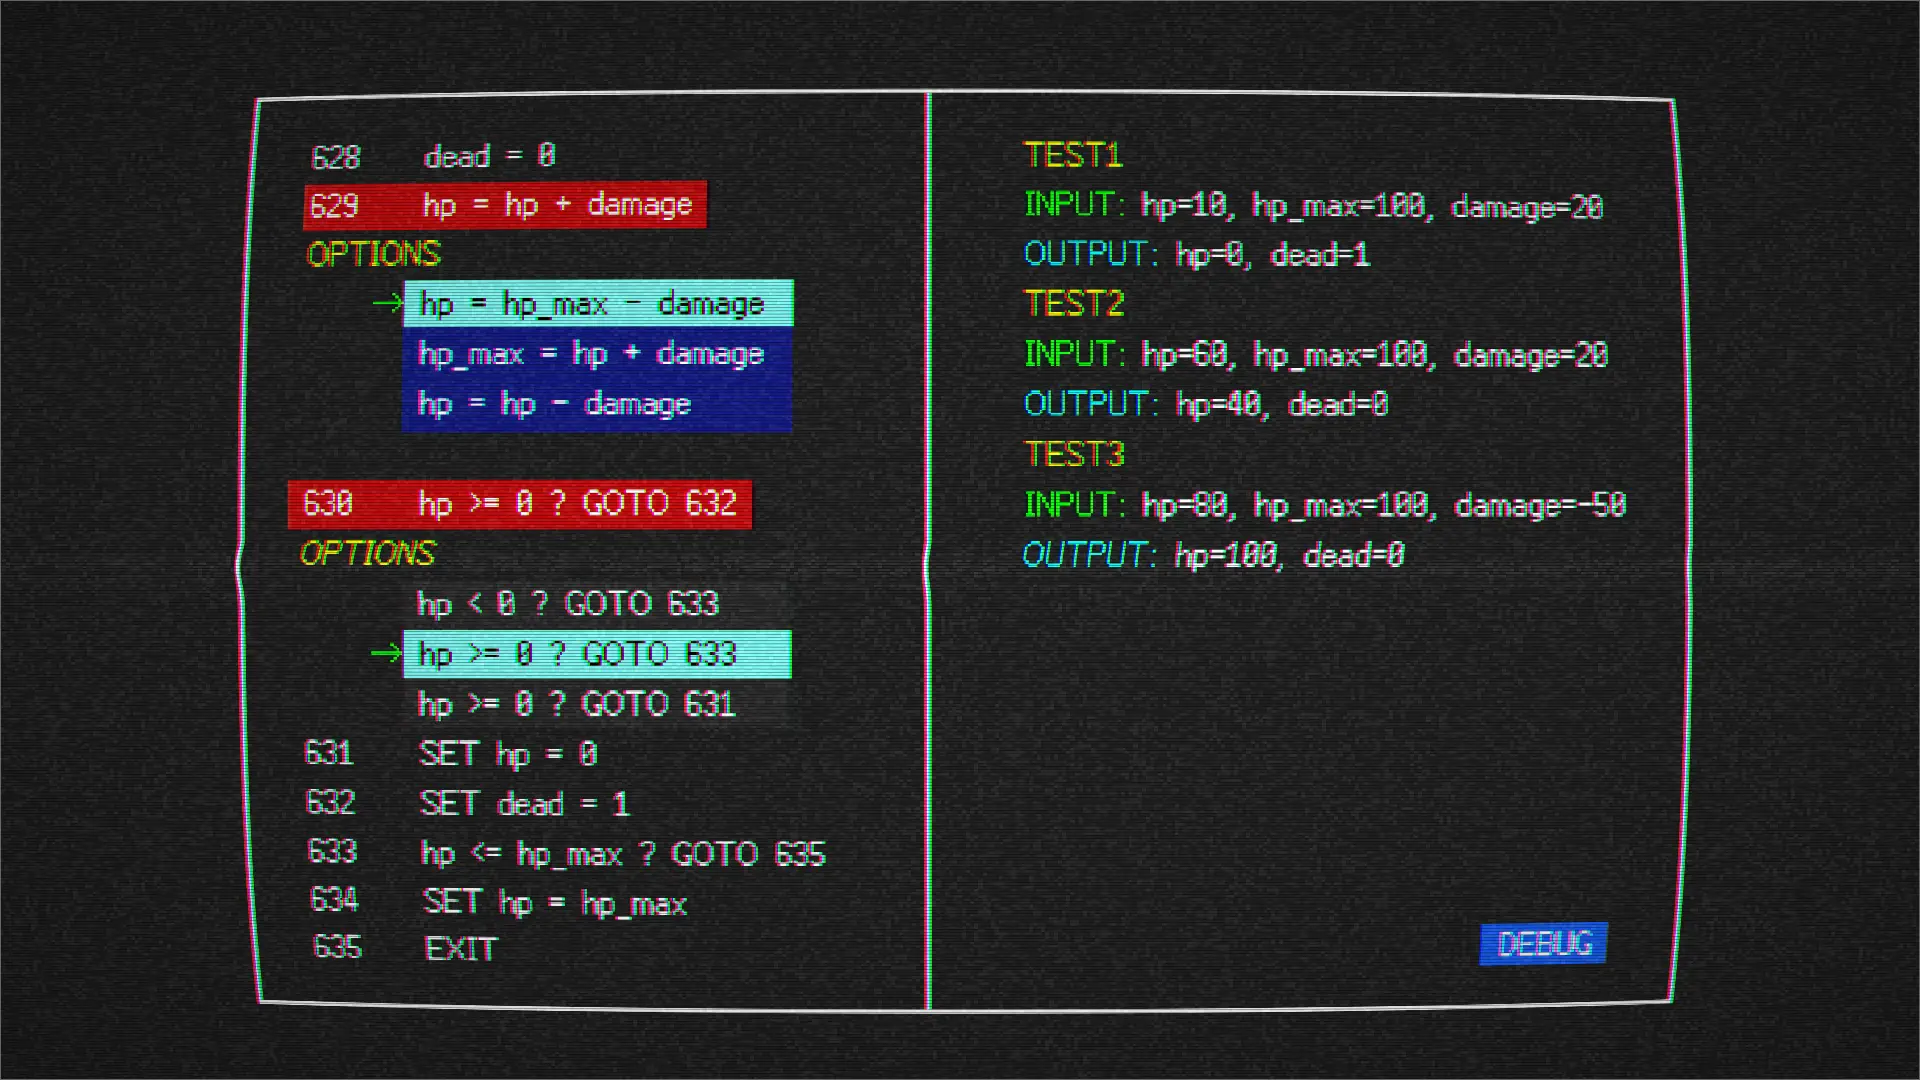 628 dead = 0
629 hp = hp + damage
OPTIONS
→ hp = hp_max - damage
hp_max = hp + damage
hp = hp - damage
630 hp >= 0 ? GOTO 632
OPTIONS
hp < 0 ? GOTO 633
→ hp >= 0 ? GOTO 633
hp >= 0 ? GOTO 631
631 SET hp = 0
632 SET dead = 1
633 hp <= hp_max ? GOTO 635
634 SET hp = hp_max
635 EXIT
TEST1
INPUT: hp=10, hp_max=100, damage=20
OUTPUT: hp=0, dead=1
TEST2
INPUT: hp=60, hp_max=100, damage=20
OUTPUT: hp=40, dead=0
TEST3
INPUT: hp=80, hp_max=100, damage=-50
OUTPUT: hp=100, dead=0
DEBUG